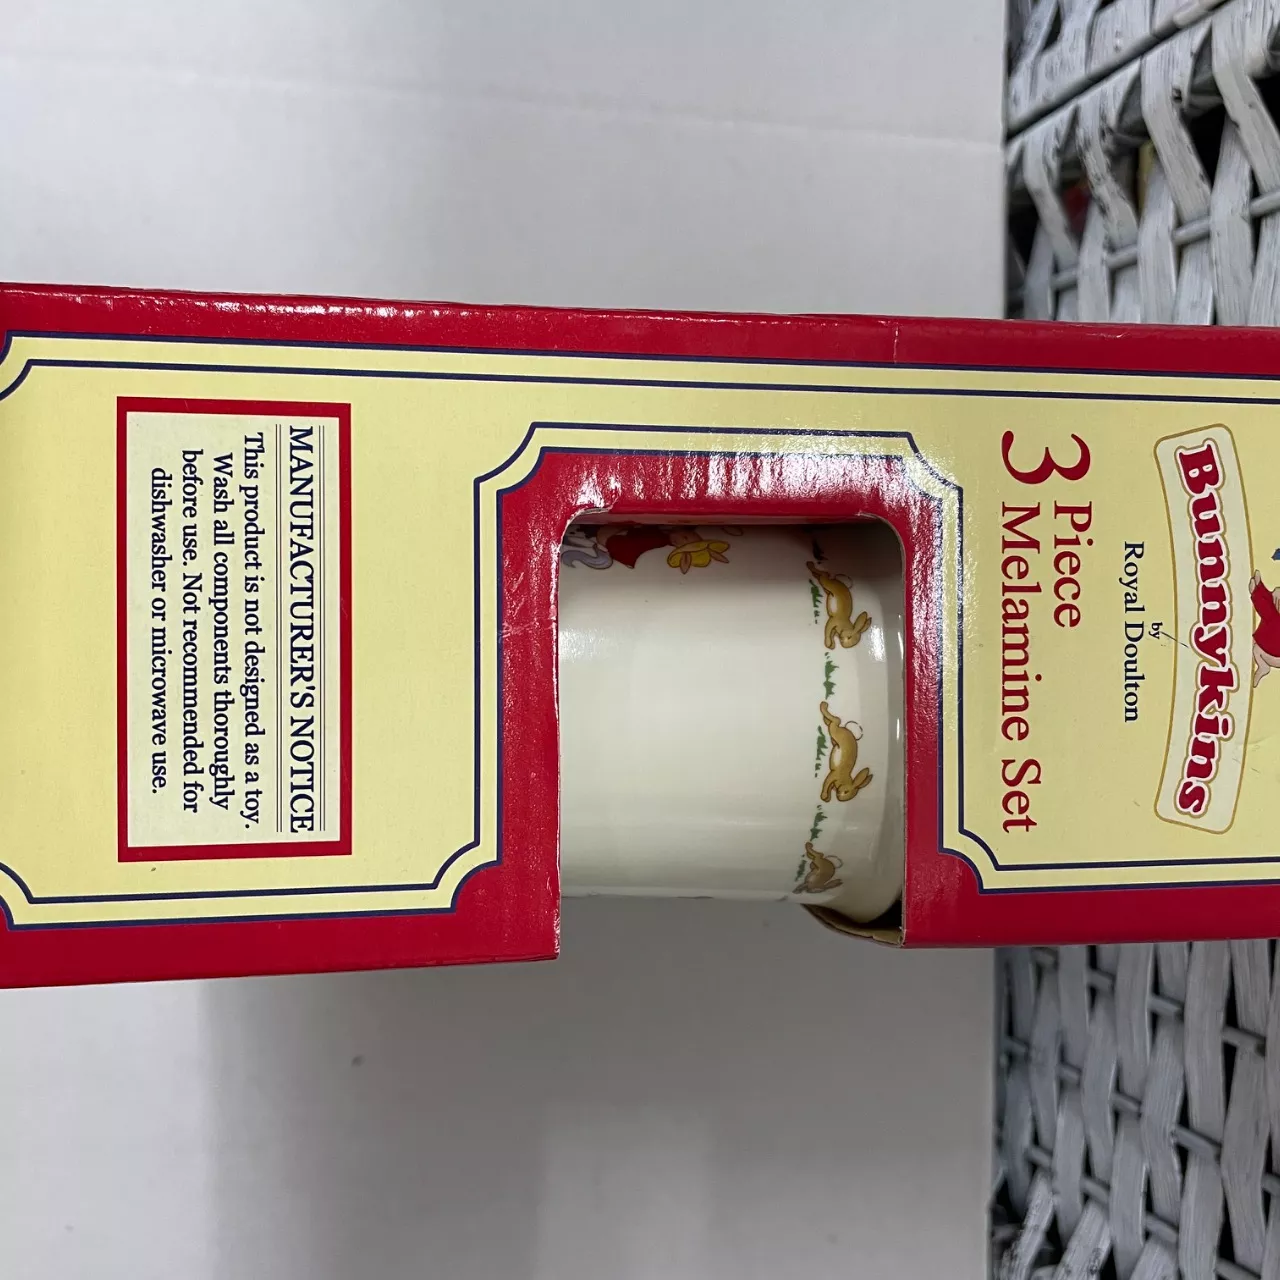 Bunnykins
by
Royal Doulton
3 Piece
Melamine Set
MANUFACTURER'S NOTICE
This product is not designed as a toy.
Wash all components thoroughly
before use. Not recommended for
dishwasher or microwave use.